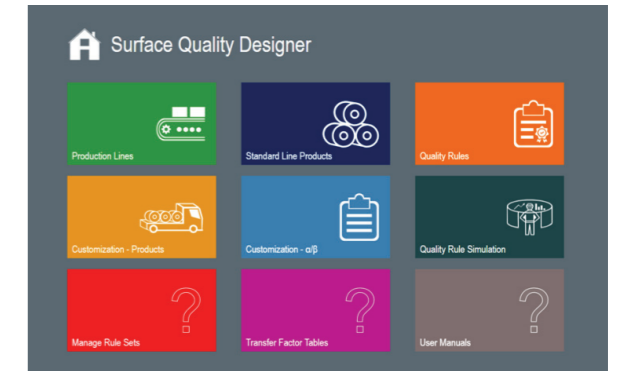 Surface Quality Designer
Production Lines
Standard Line Products
Quality Rules
Customization - Products
Customization - α/β
Quality Rule Simulation
Manage Rule Sets
Transfer Factor Tables
User Manuals